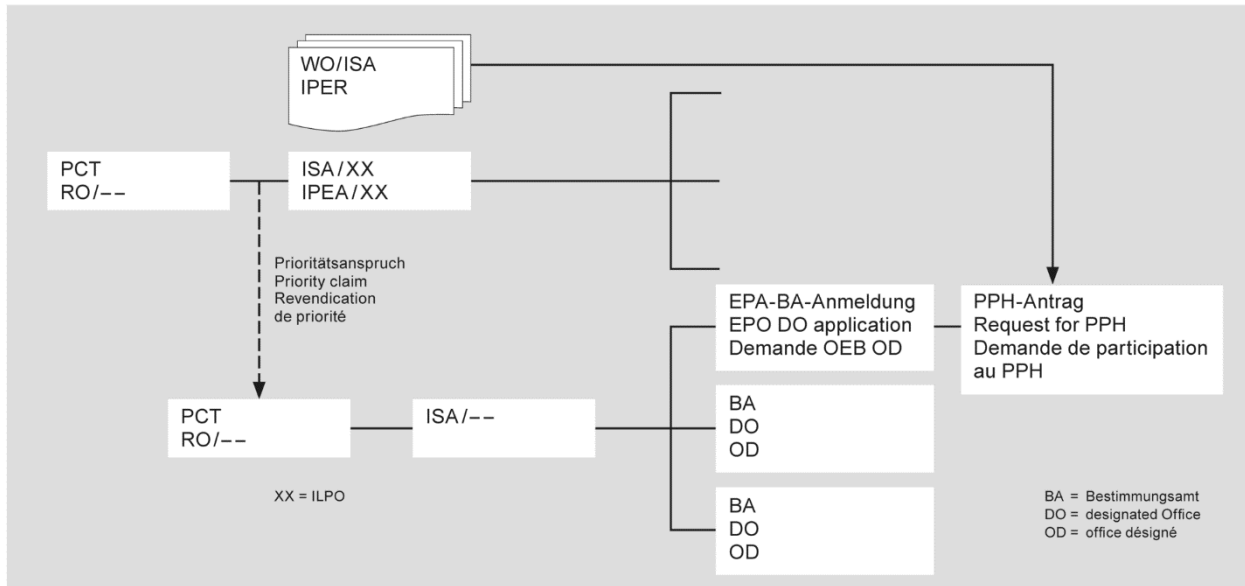 WO/ISA
IPER
PCT
RO/--
ISA/XX
IPEA/XX
Prioritätsanspruch
Priority claim
Revendication
de priorité
EPA-BA-Anmeldung
EPO DO application
Demande OEB OD
PPH-Antrag
Request for PPH
Demande de participation
au PPH
PCT
RO/--
ISA/--
BA
DO
OD
XX = ILPO
BA
DO
OD
BA = Bestimmungsamt
DO = designated Office
OD = office désigné